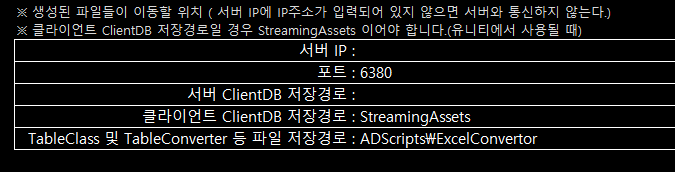 ※ 생성된 파일들이 이동할 위치 ( 서버 IP에 IP주소가 입력되어 있지 않으면 서버와 통신하지 않는다.)
※ 클라이언트 ClientDB 저장경로일 경우 StreamingAssets 이어야 합니다.(유니티에서 사용될 때)
서버 IP :
포트 : 6380
서버 ClientDB 저장경로 :
클라이언트 ClientDB 저장경로 : StreamingAssets
TableClass 및 TableConverter 등 파일 저장경로 : ADScripts₩ExcelConvertor